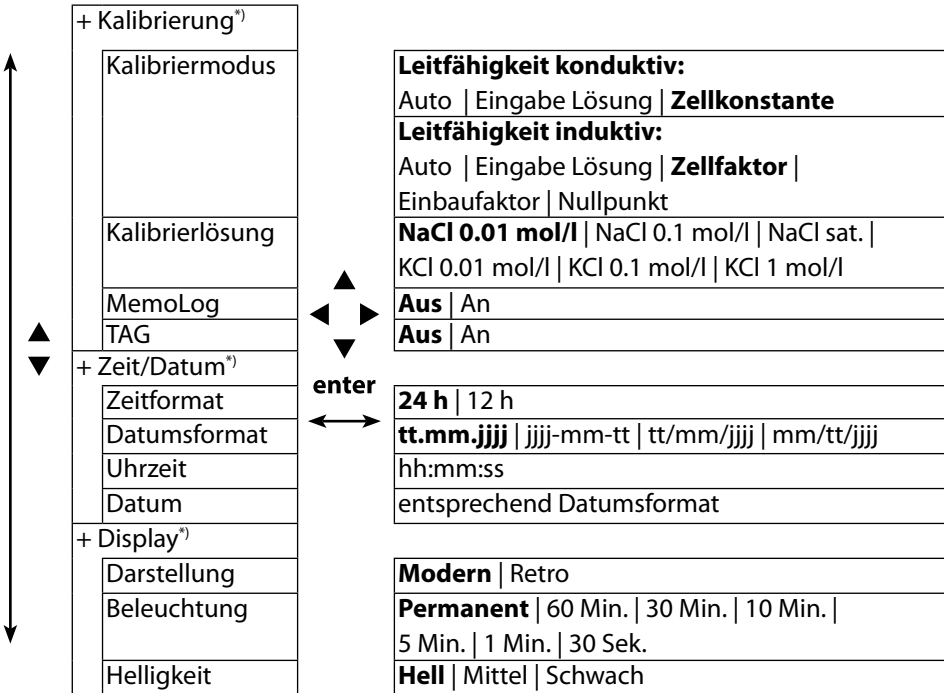 + Kalibrierung*)
Kalibriermodus
Leitfähigkeit konduktiv:
Auto | Eingabe Lösung | Zellkonstante
Leitfähigkeit induktiv:
Auto | Eingabe Lösung | Zellfaktor |
Einbaufaktor | Nullpunkt
Kalibrierlösung
NaCl 0.01 mol/l | NaCl 0.1 mol/l | NaCl sat. |
KCl 0.01 mol/l | KCl 0.1 mol/l | KCl 1 mol/l
MemoLog
Aus | An
TAG
Aus | An
+ Zeit/Datum*)
enter
Zeitformat
24 h | 12 h
Datumsformat
tt.mm.jjjj | jjjj-mm-tt | tt/mm/jjjj | mm/tt/jjjj
Uhrzeit
hh:mm:ss
Datum
entsprechend Datumsformat
+ Display*)
Darstellung
Modern | Retro
Beleuchtung
Permanent | 60 Min. | 30 Min. | 10 Min. |
5 Min. | 1 Min. | 30 Sek.
Helligkeit
Hell | Mittel | Schwach